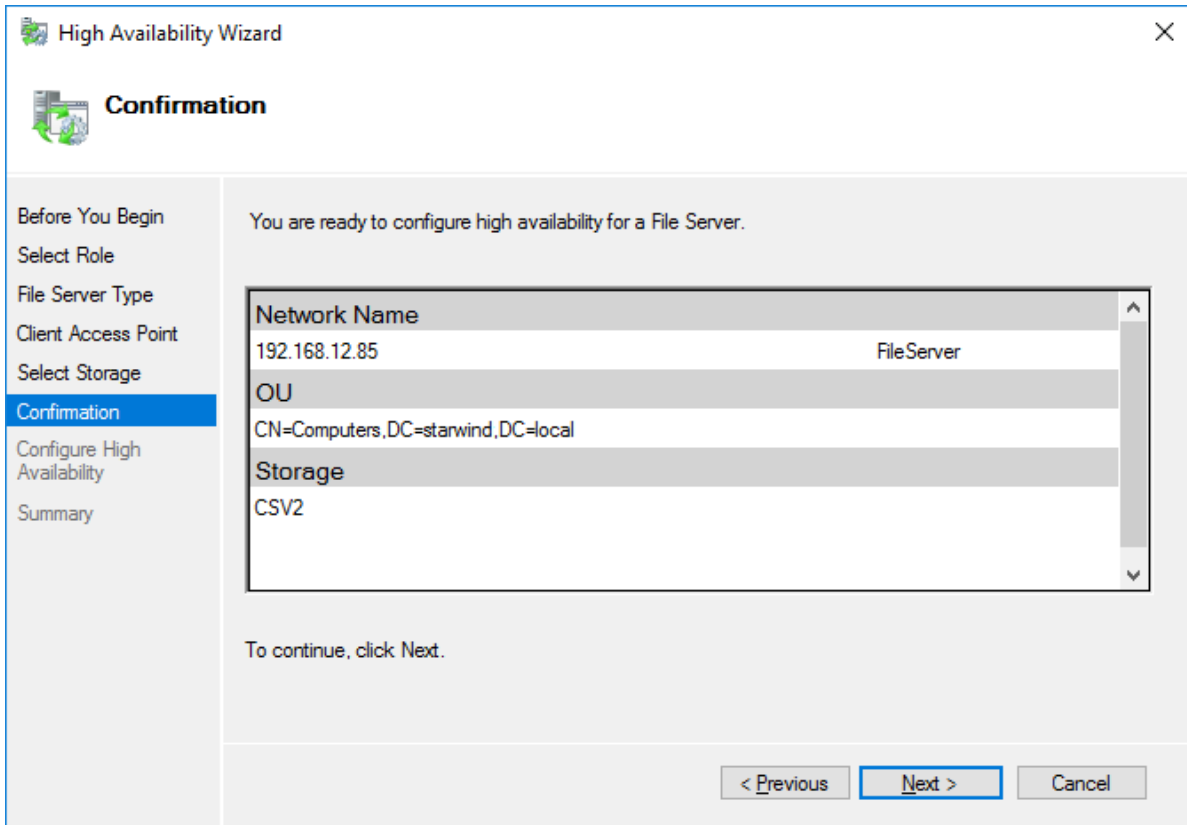 High Availability Wizard
Confirmation
Before You Begin
Select Role
File Server Type
Client Access Point
Select Storage
Confirmation
Configure High
Availability
Summary
You are ready to configure high availability for a File Server.
Network Name
192.168.12.85 FileServer
OU
CN=Computers,DC=starwind,DC=local
Storage
CSV2
To continue, click Next.
< Previous Next > Cancel